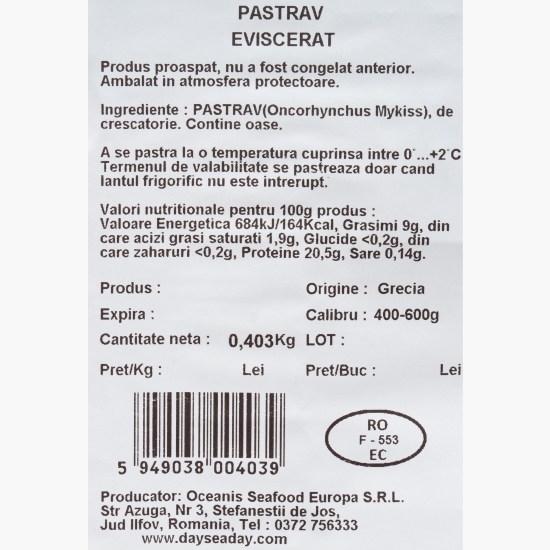 PASTRAV
EVISCERAT
Produs proaspat, nu a fost congelat anterior.
Ambalat in atmosfera protectoare.
Ingrediente : PASTRAV(Oncorhynchus Mykiss), de
crescatorie. Contine oase.
A se pastra la o temperatura cuprinsa intre 0°...+2°C
Termenul de valabilitate se pastreaza doar cand
lantul frigorific nu este intrerupt.
Valori nutritionale pentru 100g produs :
Valoare Energetica 684kJ/164Kcal, Grasimi 9g, din
care acizi grasi saturati 1,9g, Glucide <0,2g, din
care zaharuri <0,2g, Proteine 20,5g, Sare 0,14g.
Produs : Origine : Grecia
Expira : Calibru : 400-600g
Cantitate neta : 0,403Kg LOT :
Pret/Kg : Lei Pret/Buc : Lei
RO
F - 553
EC
5 949038 004039
Producator: Oceanis Seafood Europa S.R.L.
Str Azuga, Nr 3, Stefanestii de Jos,
Jud Ilfov, Romania, Tel : 0372 756333
www.dayseaday.com